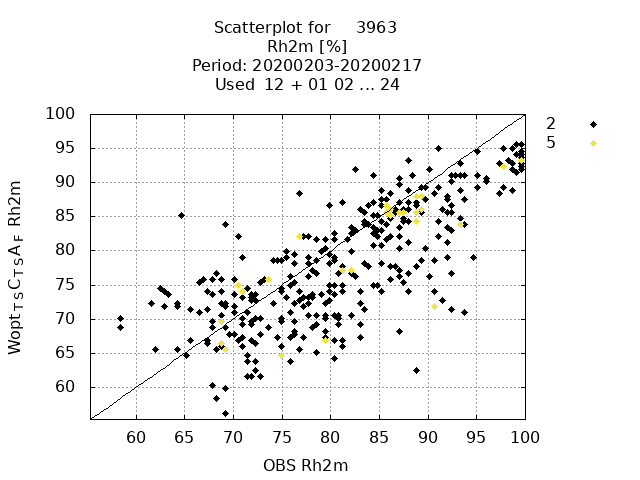 Scatterplot for 3963
Rh2m [%]
Period: 20200203-20200217
Used 12 + 01 02 ... 24
100
95
90
85
80
75
70
65
60
60 65 70 75 80 85 90 95 100
OBS Rh2m
Wopt T S C T S A F Rh2m
2
5